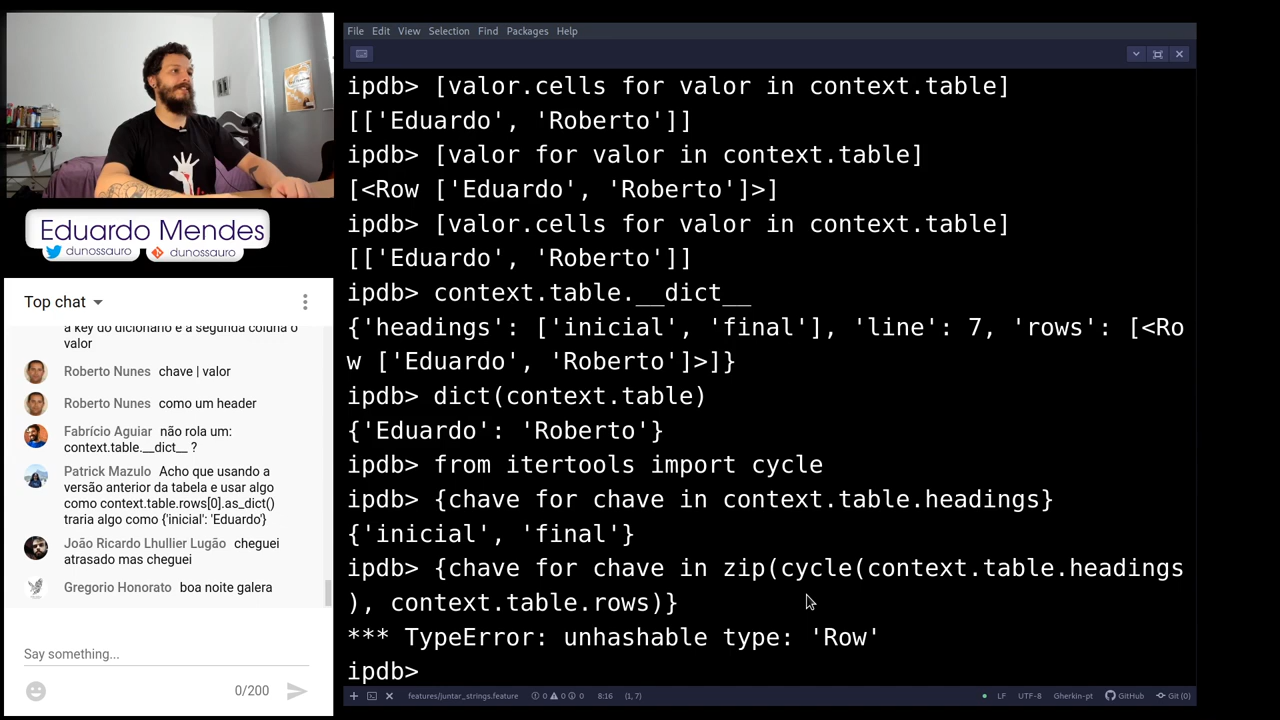 File Edit View Selection Find Packages Help
ipdb> [valor.cells for valor in context.table]
[['Eduardo', 'Roberto']]
ipdb> [valor for valor in context.table]
[<Row ['Eduardo', 'Roberto']>]
ipdb> [valor.cells for valor in context.table]
[['Eduardo', 'Roberto']]
ipdb> context.table.__dict__
{'headings': ['inicial', 'final'], 'line': 7, 'rows': [<Ro
w ['Eduardo', 'Roberto']>]}
ipdb> dict(context.table)
{'Eduardo': 'Roberto'}
ipdb> from itertools import cycle
ipdb> {chave for chave in context.table.headings}
{'inicial', 'final'}
ipdb> {chave for chave in zip(cycle(context.table.headings
), context.table.rows)}
*** TypeError: unhashable type: 'Row'
ipdb>
features/juntar_strings.feature 0 0 0 8:16 (1, 7) LF UTF-8 Gherkin-pt GitHub Git (0)
Eduardo Mendes
dunossauro dunossauro
Top chat
a key do dicionario e a segunda coluna o
valor
Roberto Nunes chave | valor
Roberto Nunes como um header
Fabrício Aguiar não rola um:
context.table.__dict__ ?
Patrick Mazulo Acho que usando a
versão anterior da tabela e usar algo
como context.table.rows[0].as_dict()
traria algo como {'inicial': 'Eduardo'}
João Ricardo Lhullier Lugão cheguei
atrasado mas cheguei
Gregorio Honorato boa noite galera
Say something...
0/200